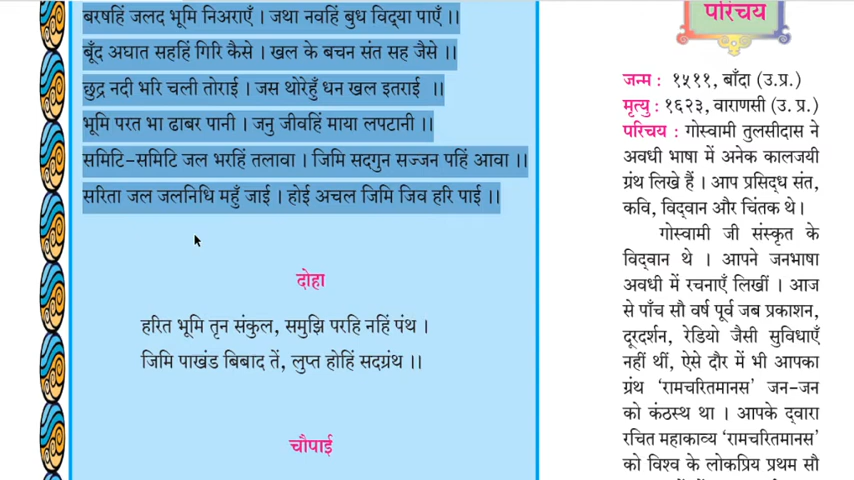 बरषहिं जलद भूमि निअराएँ । जथा नवहिं बुध विद्‍या पाएँ ।।
बूँद अघात सहहिं गिरि कैसे । खल के बचन संत सह जैसे ।।
छुद्र नदी भरि चली तोराई । जस थोरेहुँ धन खल इतराई ।।
भूमि परत भा ढाबर पानी । जनु जीवहिं माया लपटानी ।।
समिटि-समिटि जल भरहिं तलावा । जिमि सदगुन सज्जन पहिं आवा ।।
सरिता जल जलनिधि महुँ जाई । होई अचल जिमि जिव हरि पाई ।।
दोहा
हरित भूमि तृन संकुल, समुझि परहि नहिं पंथ ।
जिमि पाखंड बिबाद तें, लुप्त होहिं सदग्रंथ ।।
चौपाई
परिचय
जन्म : १५११, बाँदा (उ.प्र.)
मृत्यु : १६२३, वाराणसी (उ. प्र.)
परिचय : गोस्वामी तुलसीदास ने
अवधी भाषा में अनेक कालजयी
ग्रंथ लिखे हैं । आप प्रसिद्‍ध संत,
कवि, विद्‍वान और चिंतक थे ।
गोस्वामी जी संस्कृत के
विद्‍वान थे । आपने जनभाषा
अवधी में रचनाएँ लिखीं । आज
से पाँच सौ वर्ष पूर्व जब प्रकाशन,
दूरदर्शन, रेडियो जैसी सुविधाएँ
नहीं थीं, ऐसे दौर में भी आपका
ग्रंथ ‘रामचरितमानस’ जन-जन
को कंठस्थ था । आपके द्‍वारा
रचित महाकाव्य ‘रामचरितमानस’
को विश्व के लोकप्रिय प्रथम सौ